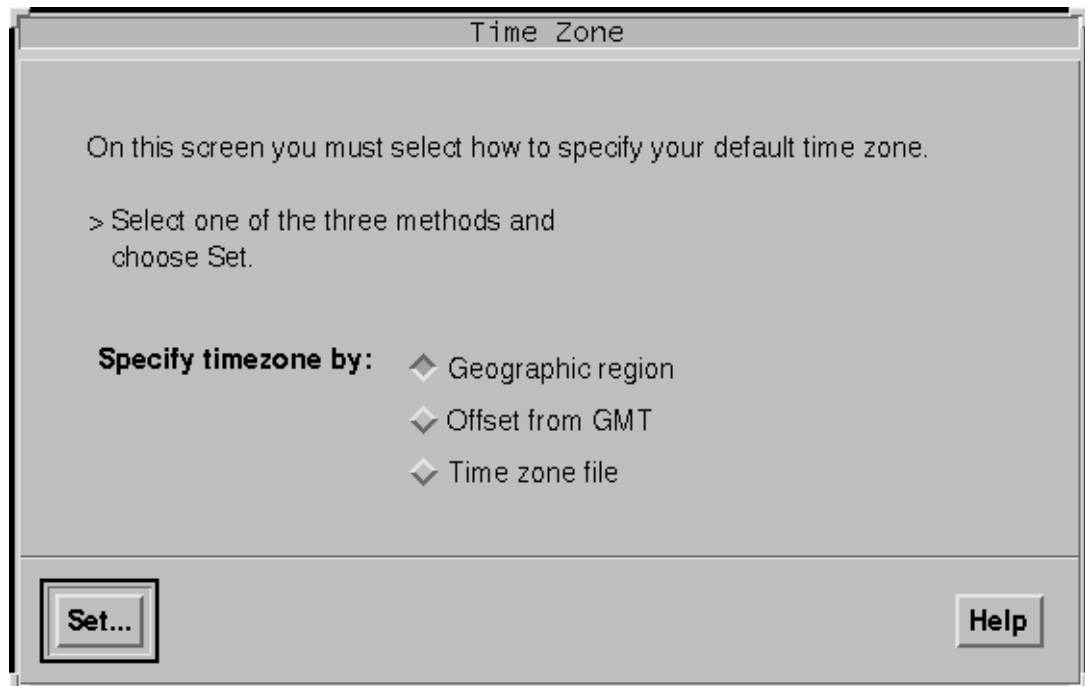 Time Zone
On this screen you must select how to specify your default time zone.
> Select one of the three methods and
choose Set.
Specify timezone by:
Geographic region
Offset from GMT
Time zone file
Set...
Help